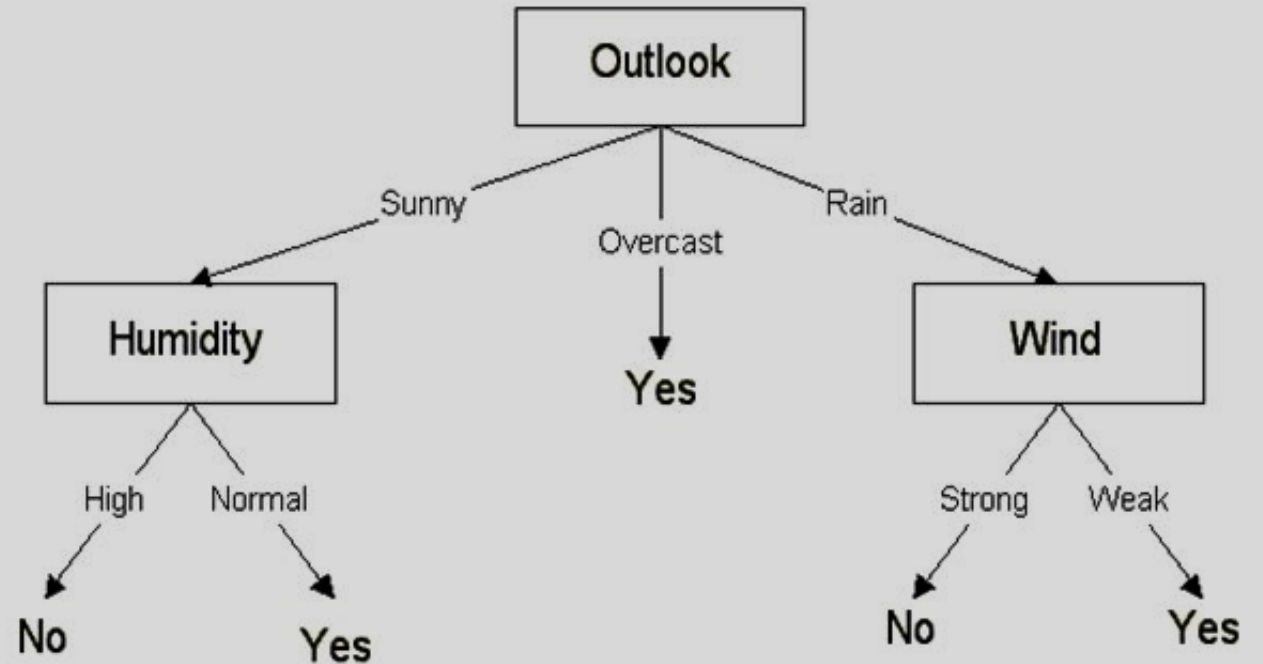 Outlook
Sunny
Overcast
Rain
Humidity
Yes
Wind
High
Normal
Strong
Weak
No
Yes
No
Yes